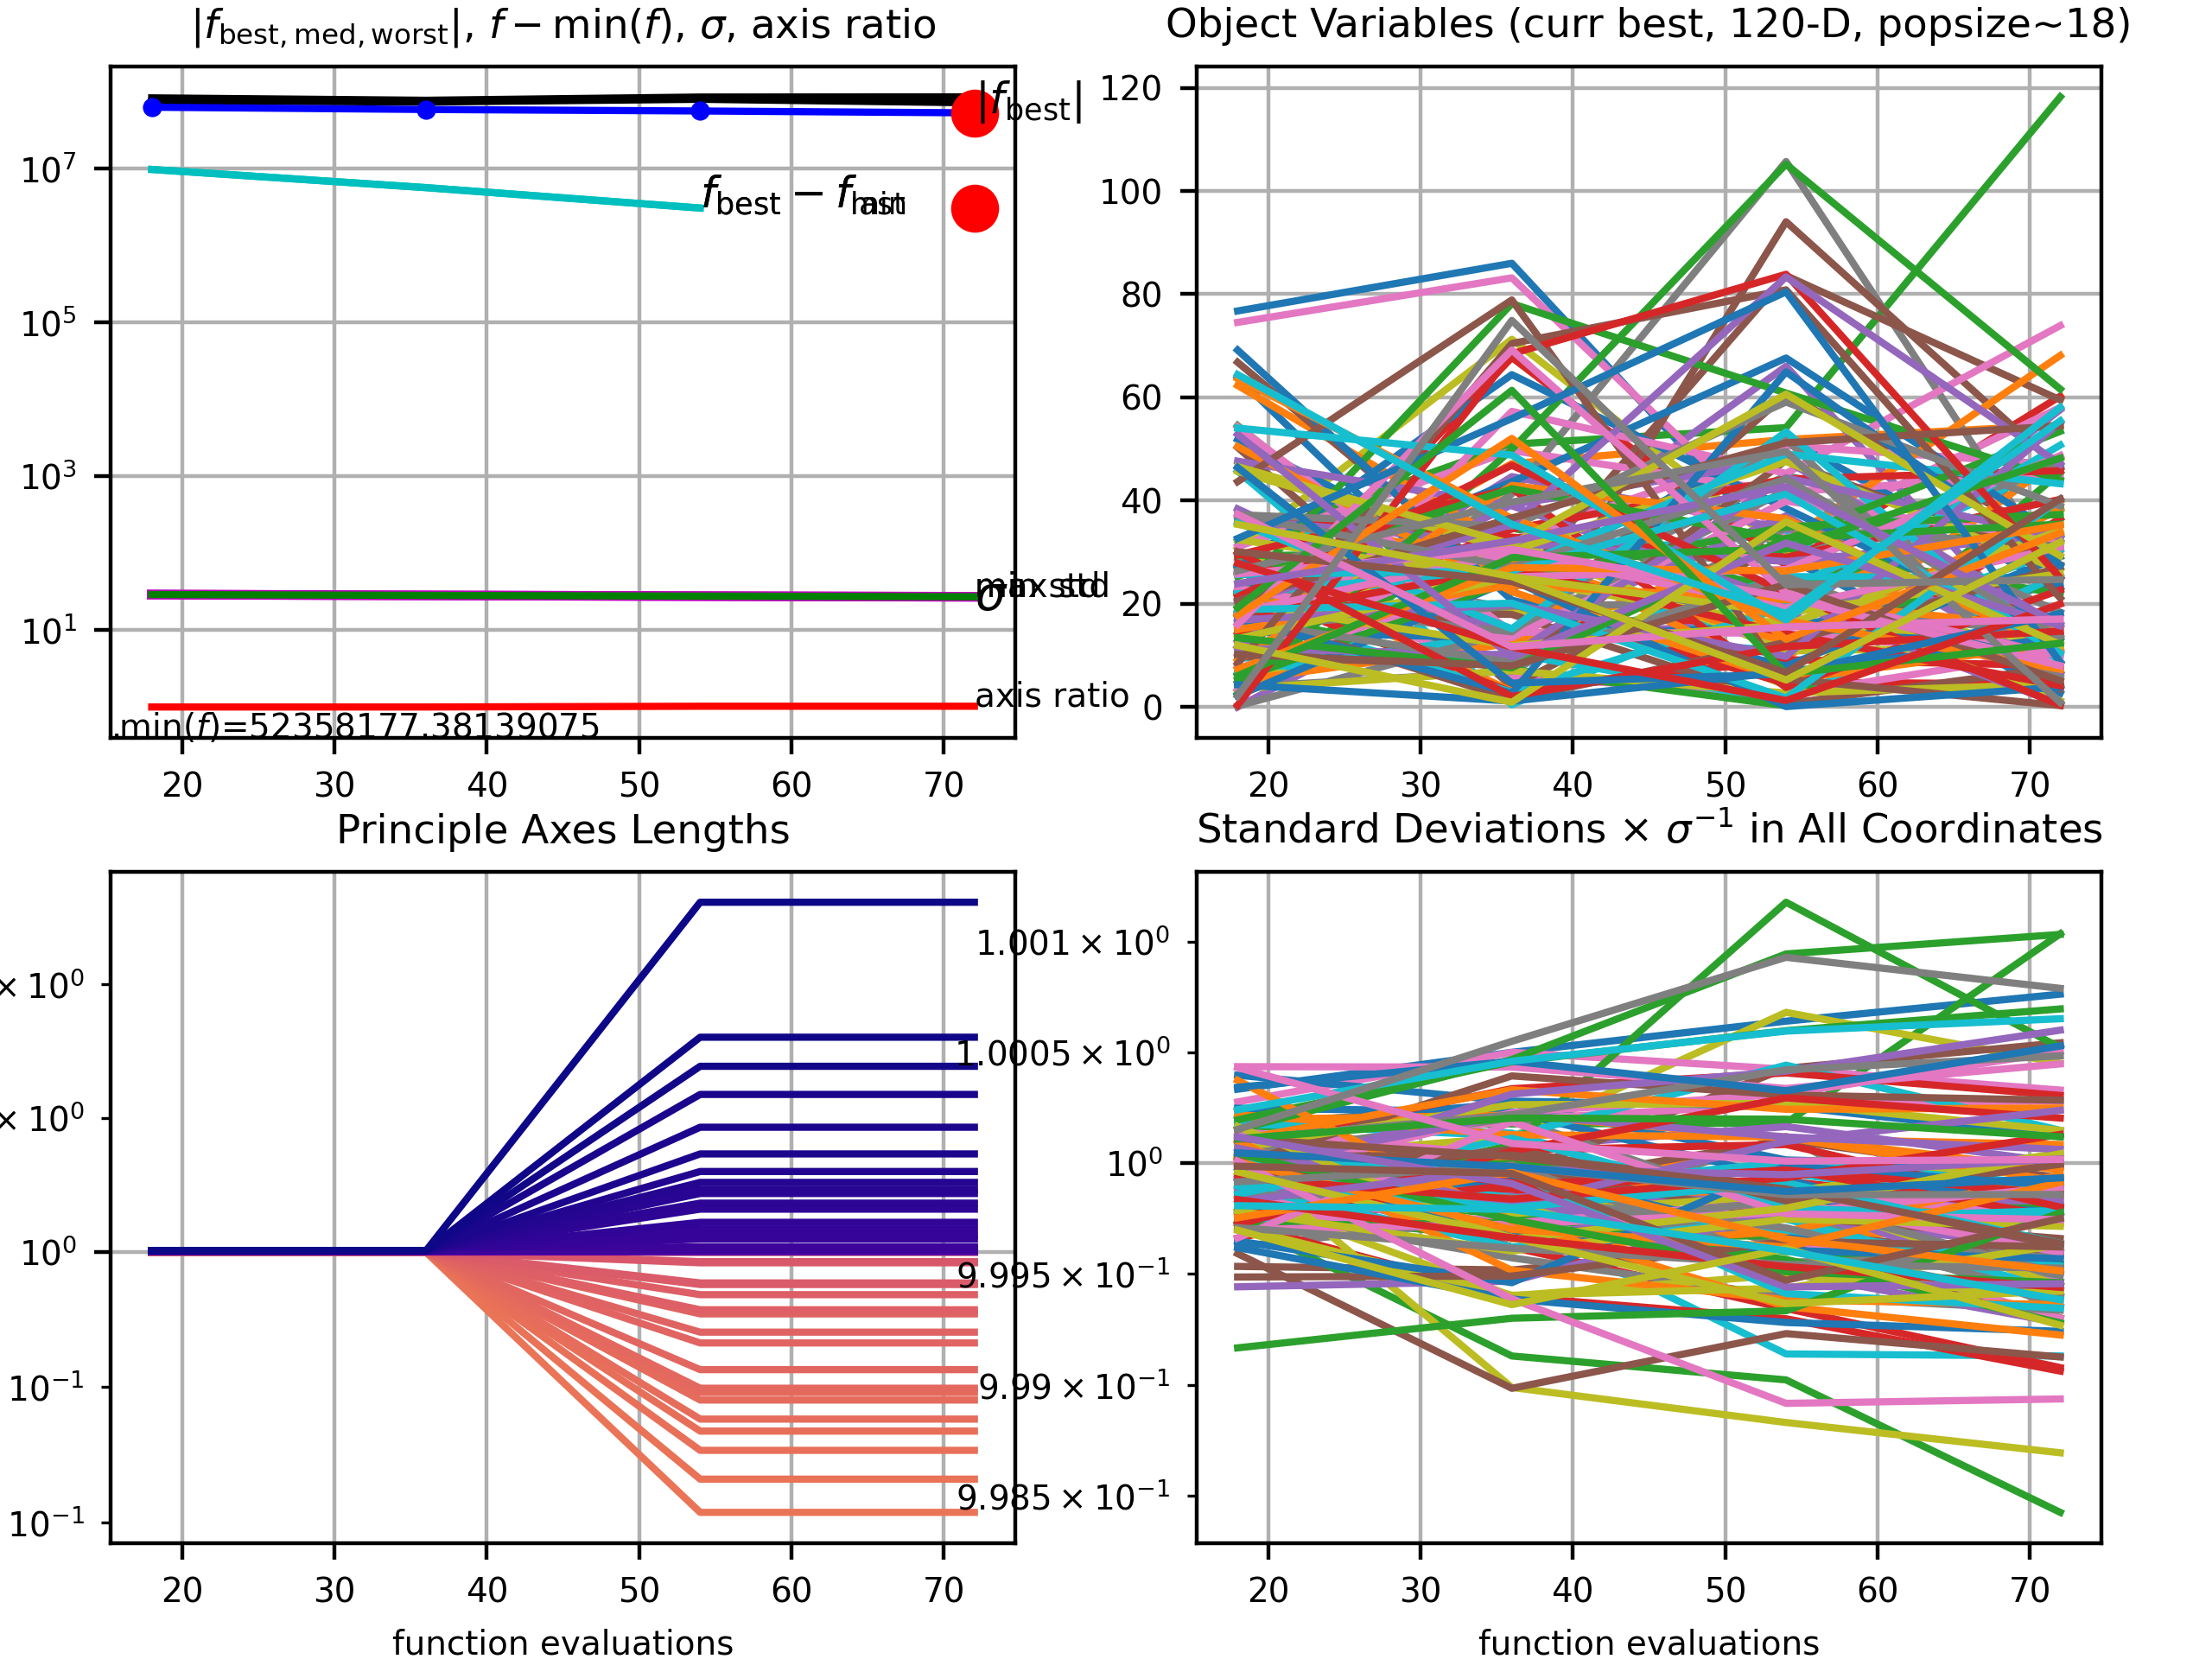 |f_best,med,worst|, f − min(f), σ, axis ratio
10^7
10^5
10^3
10^1
|f_best|
f_best − f_last
f_best − f_min
max std
min std
σ
axis ratio
.min(f)=52358177.38139075
20 30 40 50 60 70
Object Variables (curr best, 120-D, popsize~18)
120
100
80
60
40
20
0
20 30 40 50 60 70
Principle Axes Lengths
× 10^0
× 10^0
10^0
10^−1
10^−1
20 30 40 50 60 70
function evaluations
Standard Deviations × σ^−1 in All Coordinates
1.001 × 10^0
1.0005 × 10^0
10^0
9.995 × 10^−1
9.99 × 10^−1
9.985 × 10^−1
20 30 40 50 60 70
function evaluations